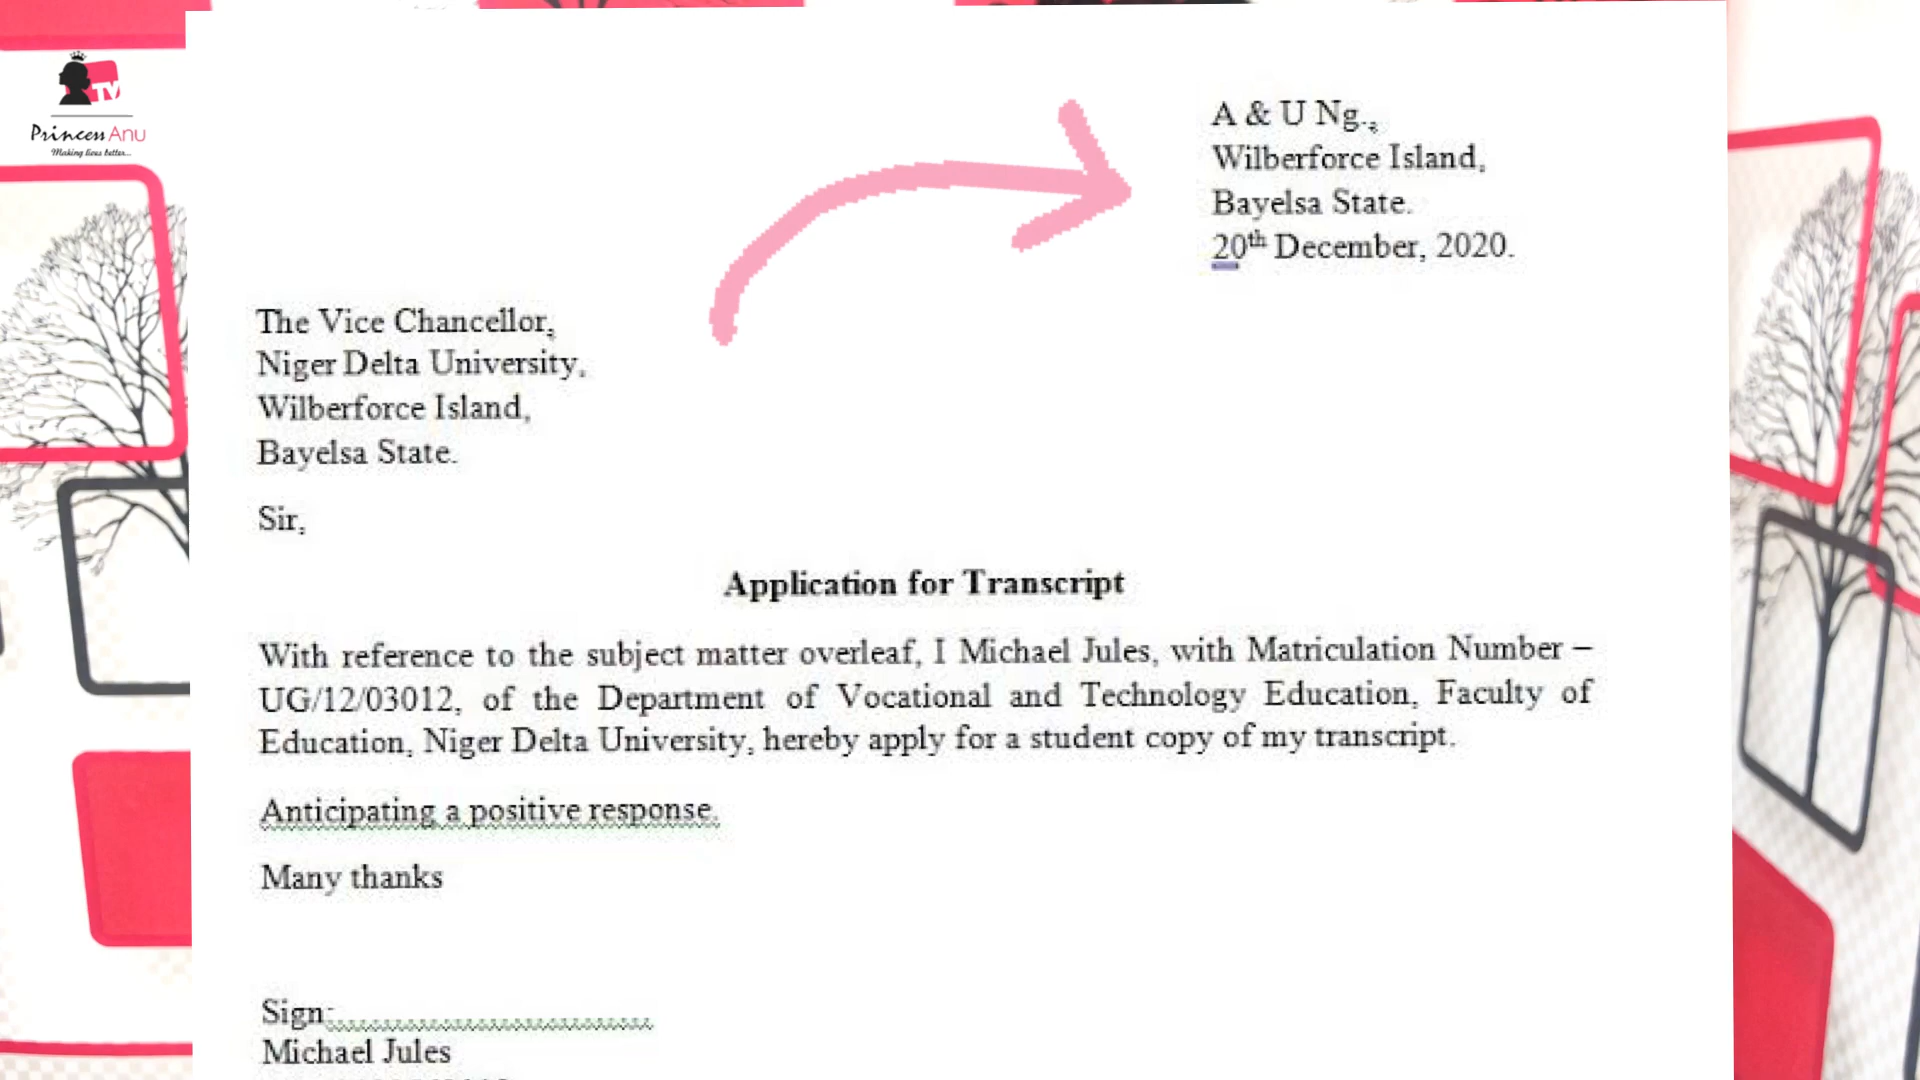 TV
Princess Anu
Making lives better...
A & U Ng.,
Wilberforce Island,
Bayelsa State.
20th December, 2020.
The Vice Chancellor,
Niger Delta University,
Wilberforce Island,
Bayelsa State.
Sir,
Application for Transcript
With reference to the subject matter overleaf, I Michael Jules, with Matriculation Number –
UG/12/03012, of the Department of Vocational and Technology Education, Faculty of
Education, Niger Delta University, hereby apply for a student copy of my transcript.
Anticipating a positive response.
Many thanks
Sign:
Michael Jules